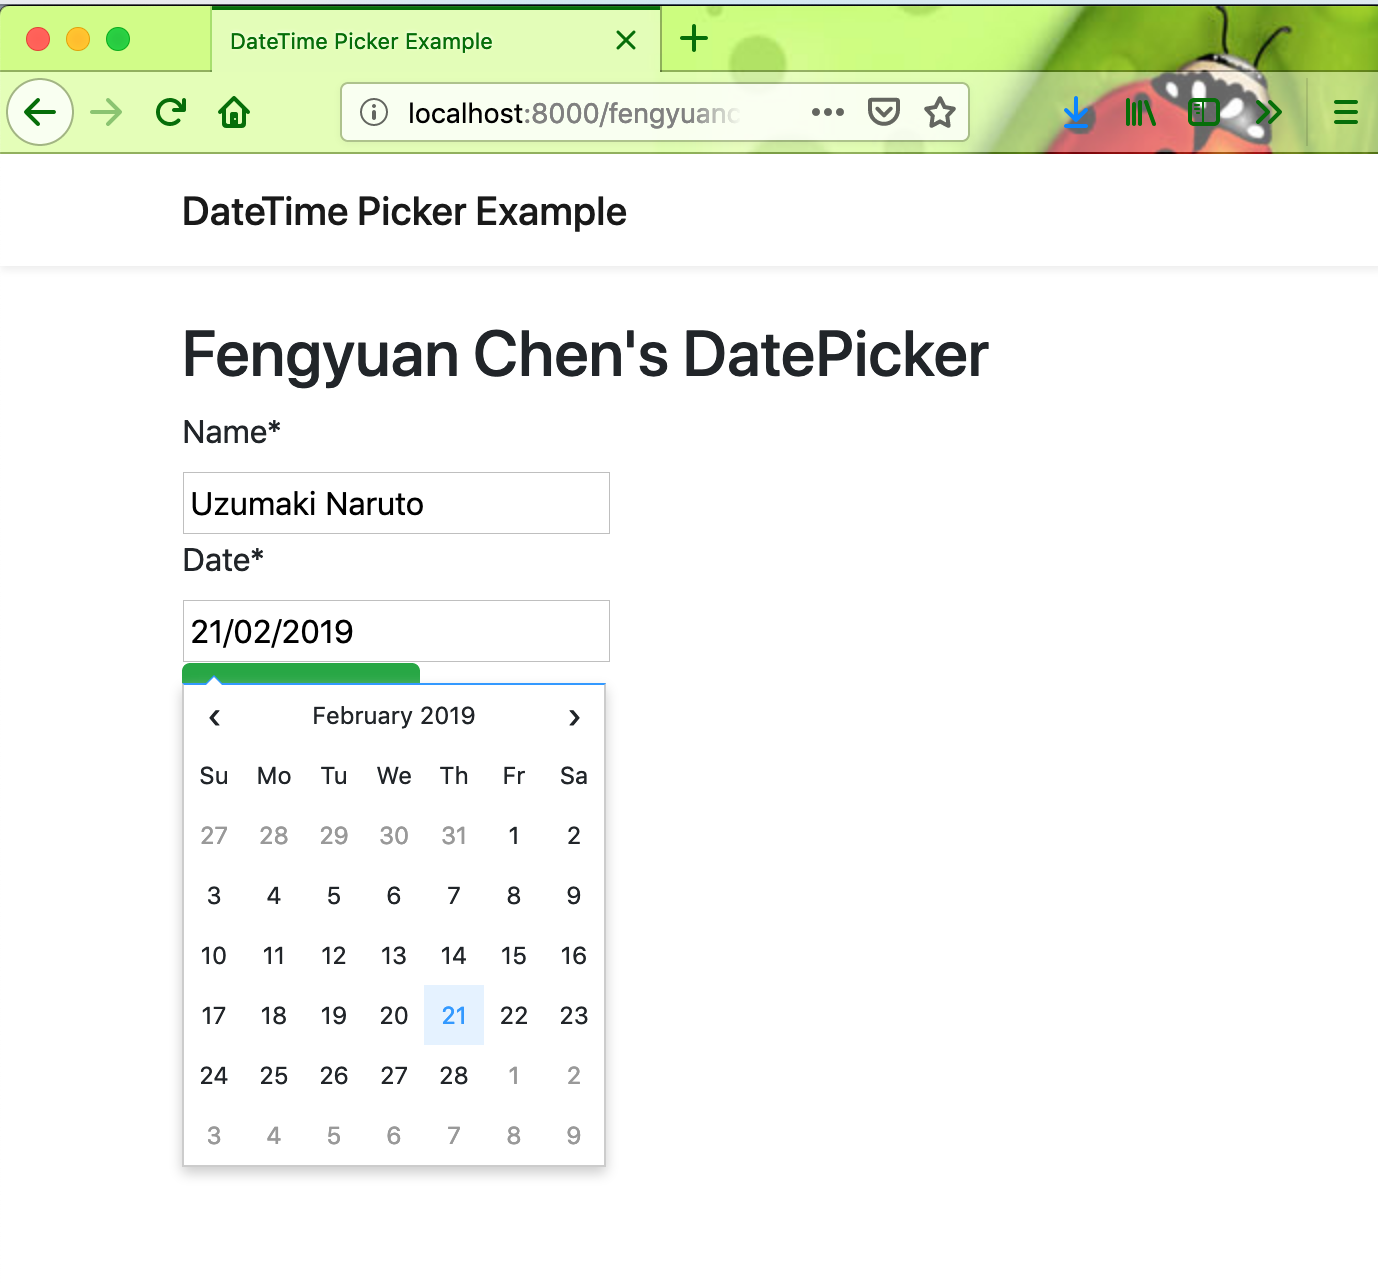 DateTime Picker Example
localhost:8000/fengyuanc
DateTime Picker Example
Fengyuan Chen's DatePicker
Name*
Uzumaki Naruto
Date*
21/02/2019
‹ February 2019 ›
Su Mo Tu We Th Fr Sa
27 28 29 30 31 1 2
3 4 5 6 7 8 9
10 11 12 13 14 15 16
17 18 19 20 21 22 23
24 25 26 27 28 1 2
3 4 5 6 7 8 9